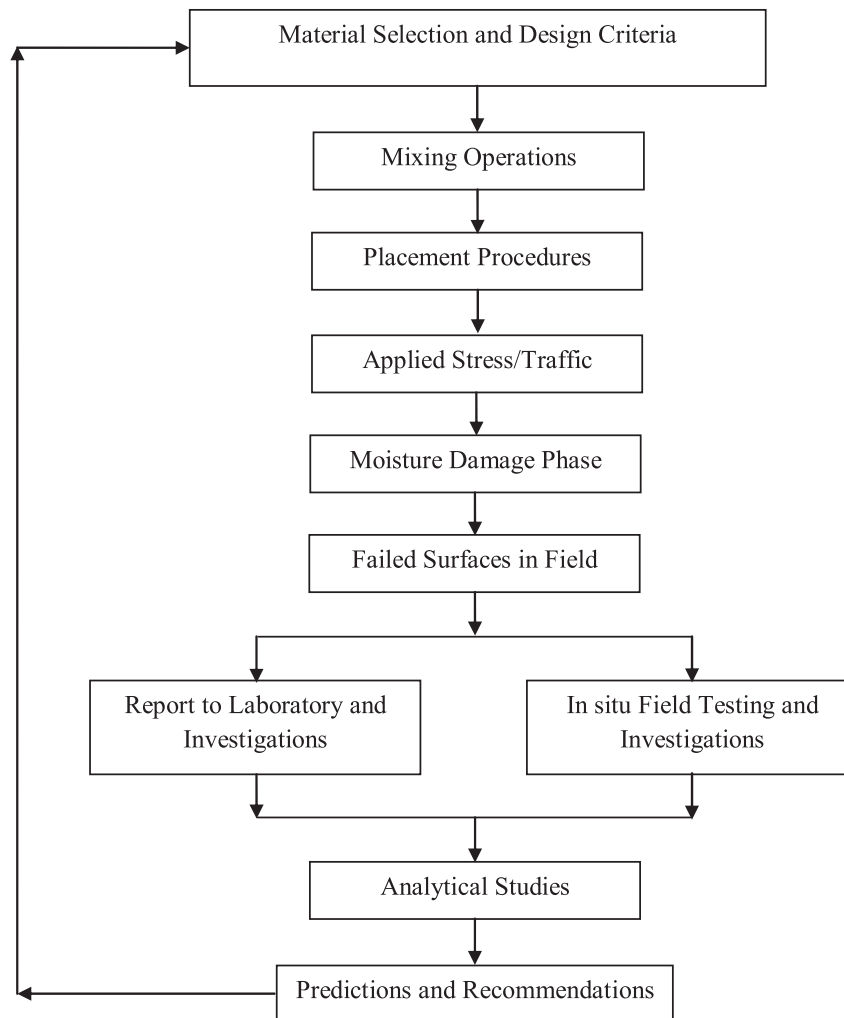 Material Selection and Design Criteria
Mixing Operations
Placement Procedures
Applied Stress/Traffic
Moisture Damage Phase
Failed Surfaces in Field
Report to Laboratory and
Investigations
In situ Field Testing and
Investigations
Analytical Studies
Predictions and Recommendations